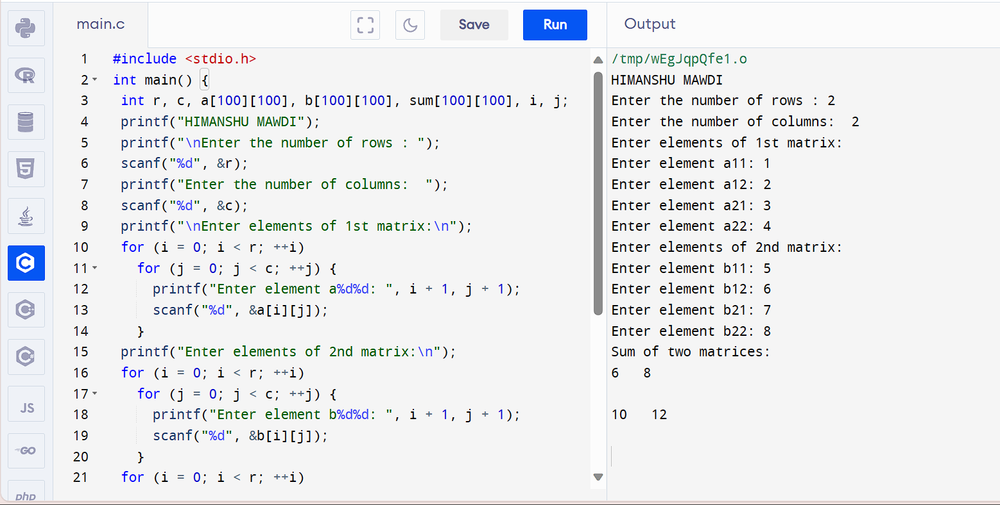 main.c
Save
Run
Output
1 #include <stdio.h>
2 int main() {
3 int r, c, a[100][100], b[100][100], sum[100][100], i, j;
4 printf("HIMANSHU MAWDI");
5 printf("\nEnter the number of rows : ");
6 scanf("%d", &r);
7 printf("Enter the number of columns:  ");
8 scanf("%d", &c);
9 printf("\nEnter elements of 1st matrix:\n");
10 for (i = 0; i < r; ++i)
11 for (j = 0; j < c; ++j) {
12 printf("Enter element a%d%d: ", i + 1, j + 1);
13 scanf("%d", &a[i][j]);
14 }
15 printf("Enter elements of 2nd matrix:\n");
16 for (i = 0; i < r; ++i)
17 for (j = 0; j < c; ++j) {
18 printf("Enter element b%d%d: ", i + 1, j + 1);
19 scanf("%d", &b[i][j]);
20 }
21 for (i = 0; i < r; ++i)
/tmp/wEgJqpQfe1.o
HIMANSHU MAWDI
Enter the number of rows : 2
Enter the number of columns:  2
Enter elements of 1st matrix:
Enter element a11: 1
Enter element a12: 2
Enter element a21: 3
Enter element a22: 4
Enter elements of 2nd matrix:
Enter element b11: 5
Enter element b12: 6
Enter element b21: 7
Enter element b22: 8
Sum of two matrices:
6   8
10   12
R
5
C
C++
C#
JS
GO
php